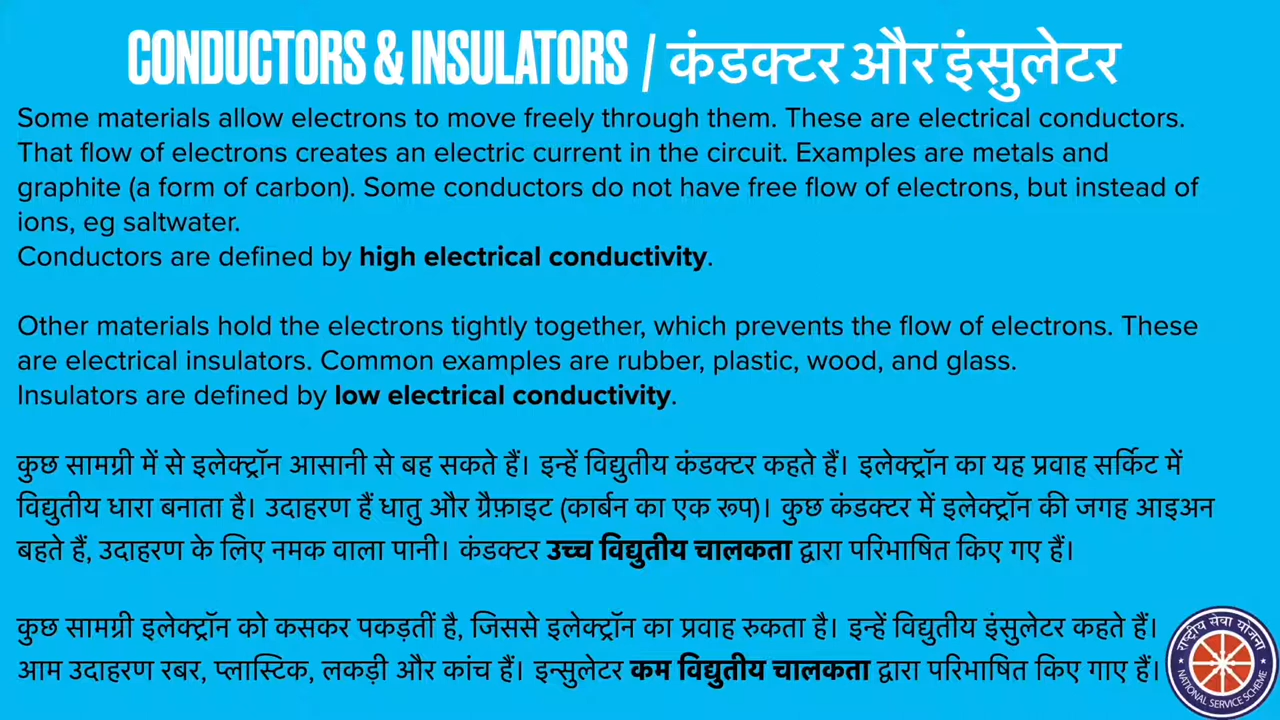 CONDUCTORS & INSULATORS / कंडक्टर और इंसुलेटर
Some materials allow electrons to move freely through them. These are electrical conductors.
That flow of electrons creates an electric current in the circuit. Examples are metals and
graphite (a form of carbon). Some conductors do not have free flow of electrons, but instead of
ions, eg saltwater.
Conductors are defined by high electrical conductivity.
Other materials hold the electrons tightly together, which prevents the flow of electrons. These
are electrical insulators. Common examples are rubber, plastic, wood, and glass.
Insulators are defined by low electrical conductivity.
कुछ सामग्री में से इलेक्ट्रॉन आसानी से बह सकते हैं। इन्हें विद्युतीय कंडक्टर कहते हैं। इलेक्ट्रॉन का यह प्रवाह सर्किट में
विद्युतीय धारा बनाता है। उदाहरण हैं धातु और ग्रैफ़ाइट (कार्बन का एक रूप)। कुछ कंडक्टर में इलेक्ट्रॉन की जगह आइअन
बहते हैं, उदाहरण के लिए नमक वाला पानी। कंडक्टर उच्च विद्युतीय चालकता द्वारा परिभाषित किए गए हैं।
कुछ सामग्री इलेक्ट्रॉन को कसकर पकड़तीं है, जिससे इलेक्ट्रॉन का प्रवाह रुकता है। इन्हें विद्युतीय इंसुलेटर कहते हैं।
आम उदाहरण रबर, प्लास्टिक, लकड़ी और कांच हैं। इन्सुलेटर कम विद्युतीय चालकता द्वारा परिभाषित किए गाए हैं।
राष्ट्रीय सेवा योजना
NATIONAL SERVICE SCHEME